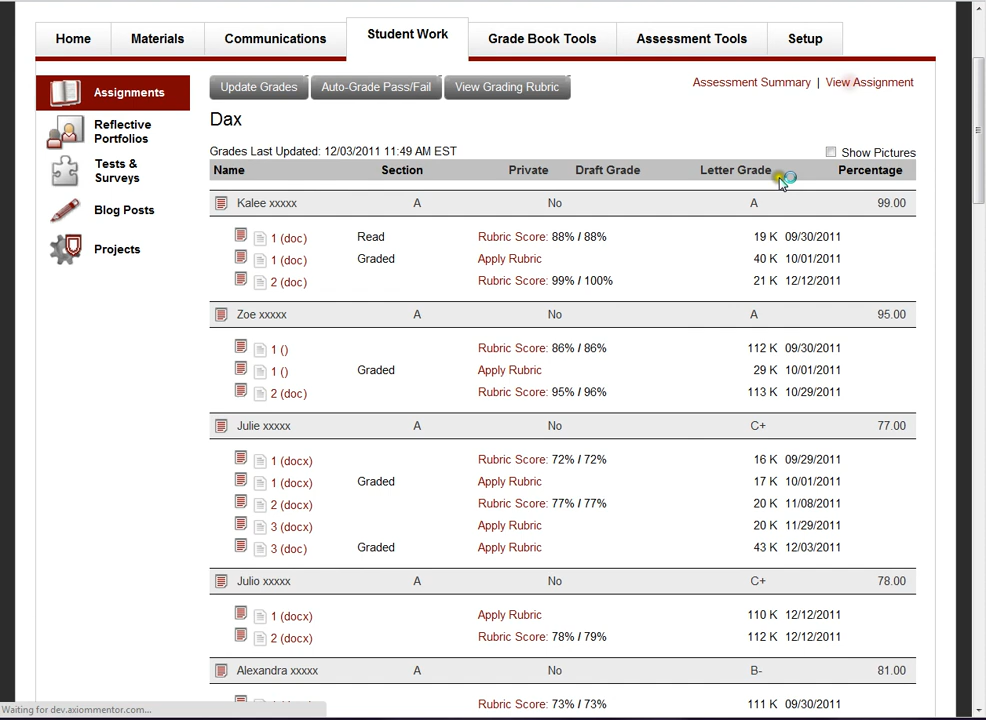 Home Materials Communications Student Work Grade Book Tools Assessment Tools Setup
Assignments
Reflective
Portfolios
Tests &
Surveys
Blog Posts
Projects
Update Grades Auto-Grade Pass/Fail View Grading Rubric Assessment Summary | View Assignment
Dax
Grades Last Updated: 12/03/2011 11:49 AM EST Show Pictures
Name Section Private Draft Grade Letter Grade Percentage
Kalee xxxxx A No A 99.00
1 (doc) Read Rubric Score: 88% / 88% 19 K 09/30/2011
1 (doc) Graded Apply Rubric 40 K 10/01/2011
2 (doc) Rubric Score: 99% / 100% 21 K 12/12/2011
Zoe xxxxx A No A 95.00
1 () Rubric Score: 86% / 86% 112 K 09/30/2011
1 () Graded Apply Rubric 29 K 10/01/2011
2 (doc) Rubric Score: 95% / 96% 113 K 10/29/2011
Julie xxxxx A No C+ 77.00
1 (docx) Rubric Score: 72% / 72% 16 K 09/29/2011
1 (docx) Graded Apply Rubric 17 K 10/01/2011
2 (docx) Rubric Score: 77% / 77% 20 K 11/08/2011
3 (docx) Apply Rubric 20 K 11/29/2011
3 (doc) Graded Apply Rubric 43 K 12/03/2011
Julio xxxxx A No C+ 78.00
1 (docx) Apply Rubric 110 K 12/12/2011
2 (docx) Rubric Score: 78% / 79% 112 K 12/12/2011
Alexandra xxxxx A No B- 81.00
Rubric Score: 73% / 73% 111 K 09/30/2011
Waiting for dev.axiommentor.com...